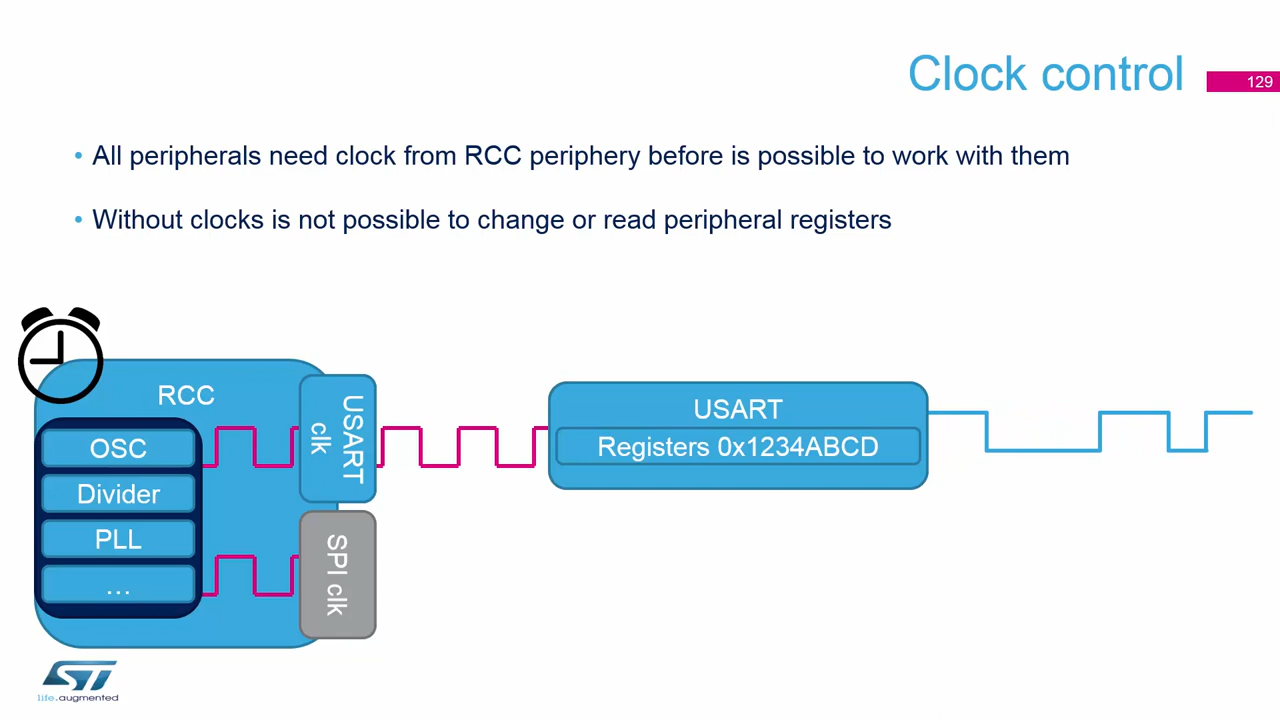 Clock control
129
• All peripherals need clock from RCC periphery before is possible to work with them
• Without clocks is not possible to change or read peripheral registers
RCC
OSC
Divider
PLL
...
USART
clk
SPI clk
USART
Registers 0x1234ABCD
ST
life.augmented